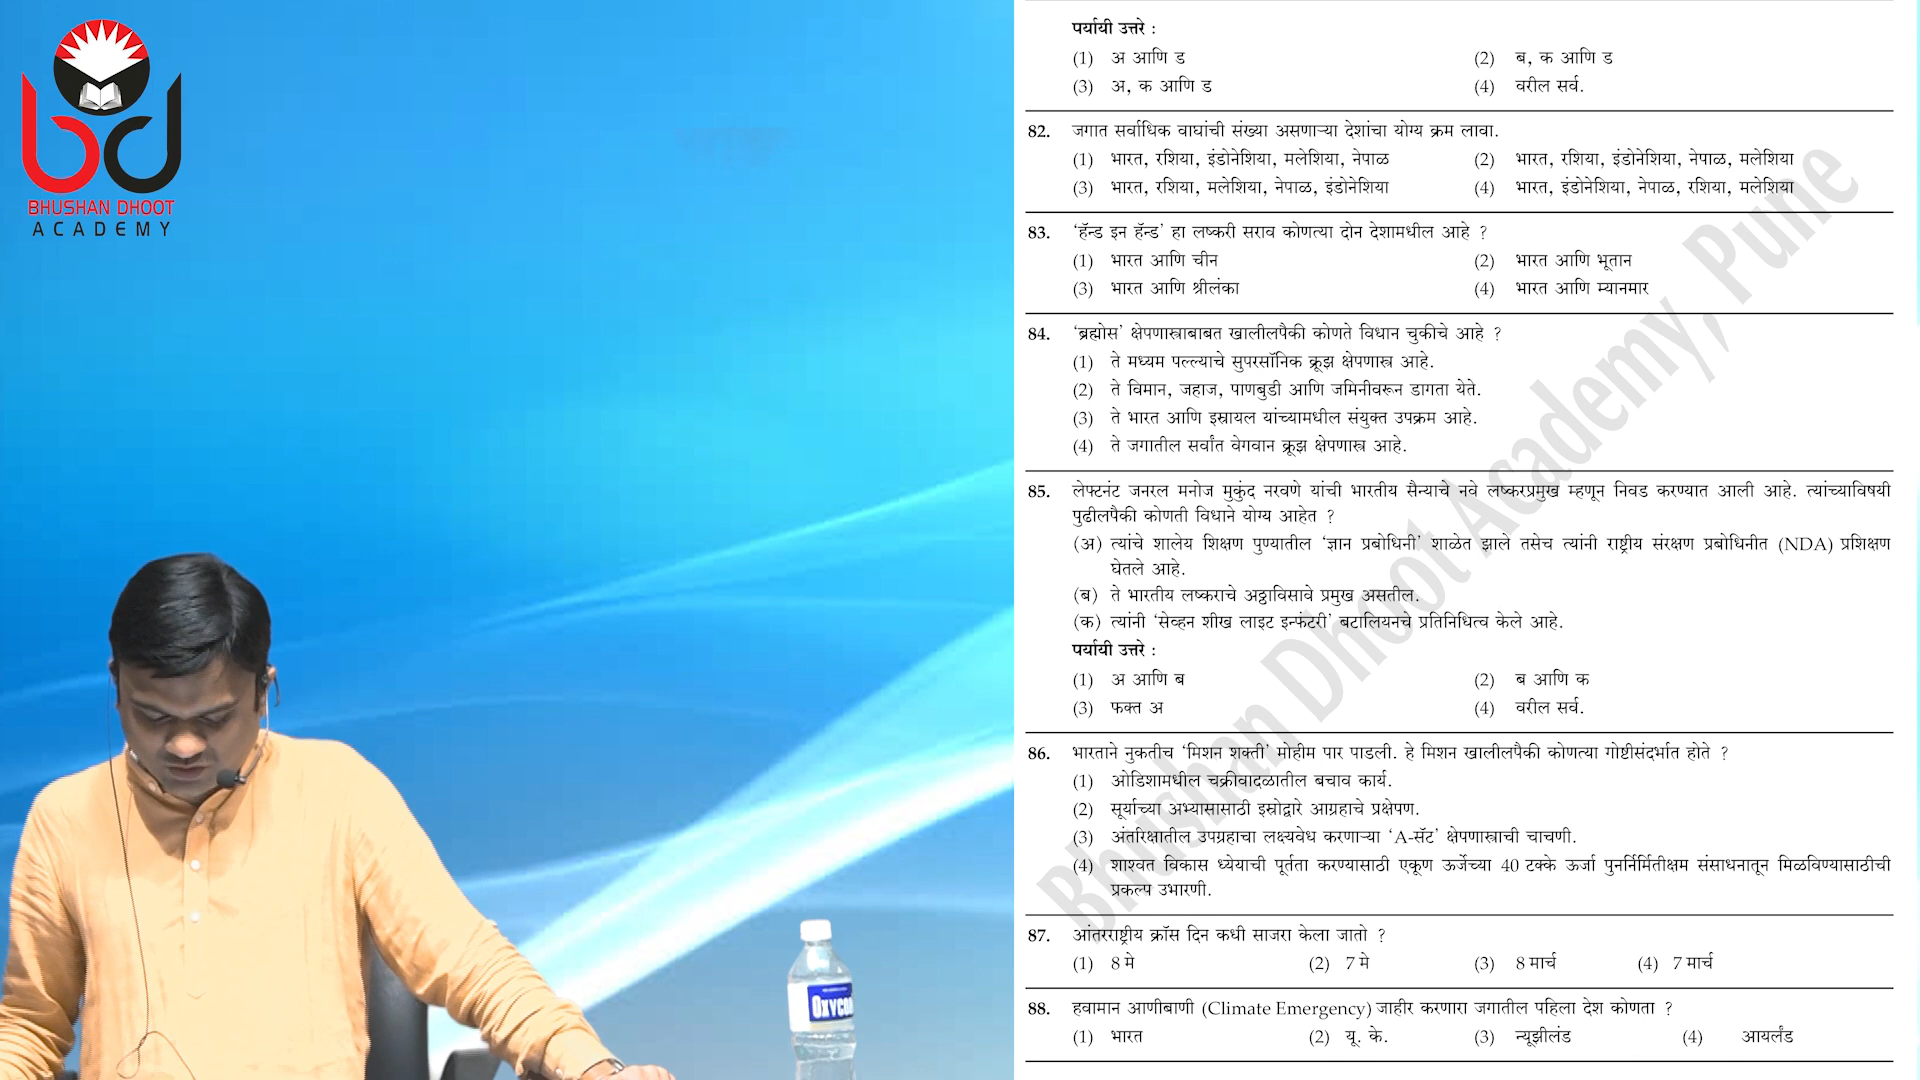 BHUSHAN DHOOT
ACADEMY
पर्यायी उत्तरे :
(1) अ आणि ड (2) ब, क आणि ड
(3) अ, क आणि ड (4) वरील सर्व.
82. जगात सर्वाधिक वाघांची संख्या असणाऱ्या देशांचा योग्य क्रम लावा.
(1) भारत, रशिया, इंडोनेशिया, मलेशिया, नेपाळ (2) भारत, रशिया, इंडोनेशिया, नेपाळ, मलेशिया
(3) भारत, रशिया, मलेशिया, नेपाळ, इंडोनेशिया (4) भारत, इंडोनेशिया, नेपाळ, रशिया, मलेशिया
83. ‘हॅन्ड इन हॅन्ड’ हा लष्करी सराव कोणत्या दोन देशामधील आहे ?
(1) भारत आणि चीन (2) भारत आणि भूतान
(3) भारत आणि श्रीलंका (4) भारत आणि म्यानमार
84. ‘ब्रह्मोस’ क्षेपणास्त्राबाबत खालीलपैकी कोणते विधान चुकीचे आहे ?
(1) ते मध्यम पल्ल्याचे सुपरसॉनिक क्रूझ क्षेपणास्त्र आहे.
(2) ते विमान, जहाज, पाणबुडी आणि जमिनीवरून डागता येते.
(3) ते भारत आणि इस्रायल यांच्यामधील संयुक्त उपक्रम आहे.
(4) ते जगातील सर्वांत वेगवान क्रूझ क्षेपणास्त्र आहे.
85. लेफ्टनंट जनरल मनोज मुकुंद नरवणे यांची भारतीय सैन्याचे नवे लष्करप्रमुख म्हणून निवड करण्यात आली आहे. त्यांच्याविषयी
पुढीलपैकी कोणती विधाने योग्य आहेत ?
(अ) त्यांचे शालेय शिक्षण पुण्यातील ‘ज्ञान प्रबोधिनी’ शाळेत झाले तसेच त्यांनी राष्ट्रीय संरक्षण प्रबोधिनीत (NDA) प्रशिक्षण
घेतले आहे.
(ब) ते भारतीय लष्कराचे अठ्ठाविसावे प्रमुख असतील.
(क) त्यांनी ‘सेव्हन शीख लाइट इन्फंटरी’ बटालियनचे प्रतिनिधित्व केले आहे.
पर्यायी उत्तरे :
(1) अ आणि ब (2) ब आणि क
(3) फक्त अ (4) वरील सर्व.
86. भारताने नुकतीच ‘मिशन शक्ती’ मोहीम पार पाडली. हे मिशन खालीलपैकी कोणत्या गोष्टीसंदर्भात होते ?
(1) ओडिशामधील चक्रीवादळातील बचाव कार्य.
(2) सूर्याच्या अभ्यासासाठी इस्रोद्वारे आग्रहाचे प्रक्षेपण.
(3) अंतरिक्षातील उपग्रहाचा लक्ष्यवेध करणाऱ्या ‘A-सॅट’ क्षेपणास्त्राची चाचणी.
(4) शाश्वत विकास ध्येयाची पूर्तता करण्यासाठी एकूण ऊर्जेच्या 40 टक्के ऊर्जा पुनर्निर्मितीक्षम संसाधनातून मिळविण्यासाठीची
प्रकल्प उभारणी.
87. आंतरराष्ट्रीय क्रॉस दिन कधी साजरा केला जातो ?
(1) 8 मे (2) 7 मे (3) 8 मार्च (4) 7 मार्च
88. हवामान आणीबाणी (Climate Emergency) जाहीर करणारा जगातील पहिला देश कोणता ?
(1) भारत (2) यू. के. (3) न्यूझीलंड (4) आयर्लंड
Bhushan Dhoot Academy, Pune